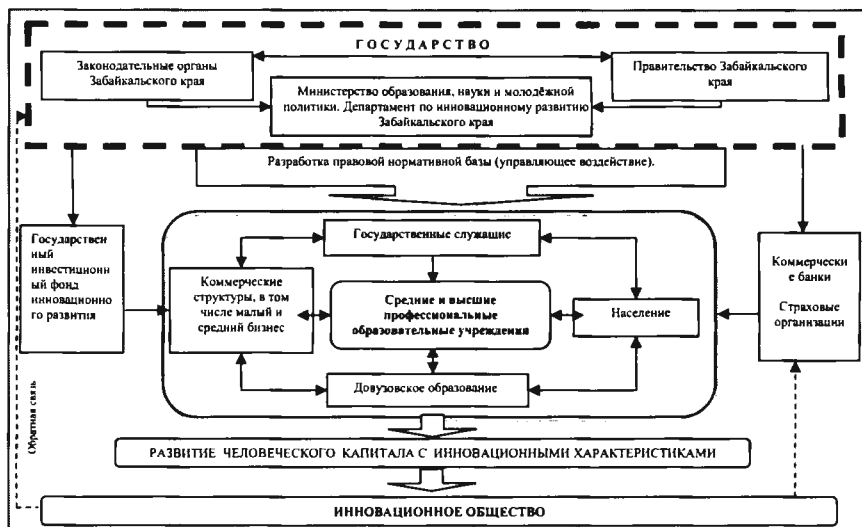 ГОСУДАРСТВО
Законодательные органы
Забайкальского края
Правительство Забайкальского
края
Министерство образования, науки и молодёжной
политики. Департамент по инновационному развитию
Забайкальского края
Разработка правовой нормативной базы (управляющее воздействие).
Государствен
ный
инвестиционн
ый фонд
инновационно
го развития
Государственные служащие
Коммерческие
структуры, в том
числе малый и
средний бизнес
Средние и высшие
профессиональные
образовательные учреждения
Население
Довузовское образование
Коммерчески
е банки
Страховые
организации
Обратная связь
РАЗВИТИЕ ЧЕЛОВЕЧЕСКОГО КАПИТАЛА С ИННОВАЦИОННЫМИ ХАРАКТЕРИСТИКАМИ
ИННОВАЦИОННОЕ ОБЩЕСТВО